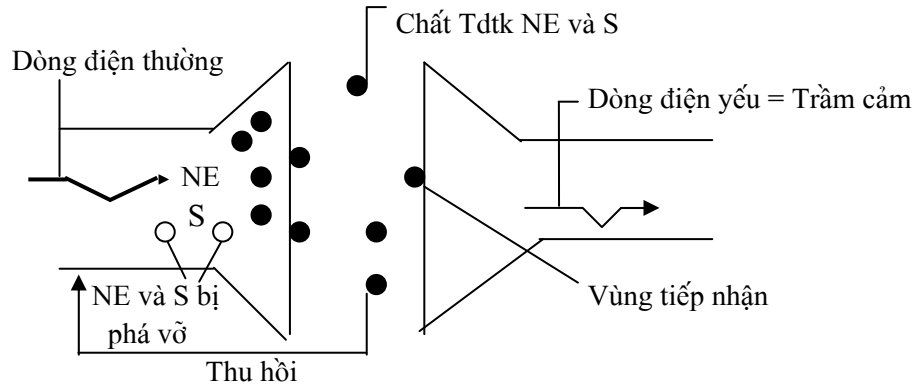 Chất Tdtk NE và S
Dòng điện thường
Dòng điện yếu = Trầm cảm
NE
S
NE và S bị
phá vỡ
Vùng tiếp nhận
Thu hồi